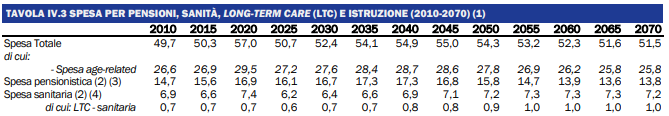 TAVOLA IV.3 SPESA PER PENSIONI, SANITÀ, LONG-TERM CARE (LTC) E ISTRUZIONE (2010-2070) (1)
2010 2015 2020 2025 2030 2035 2040 2045 2050 2055 2060 2065 2070
Spesa Totale 49,7 50,3 57,0 50,7 52,4 54,1 54,9 55,0 54,3 53,2 52,3 51,6 51,5
di cui:
- Spesa age-related 26,6 26,9 29,5 27,2 27,6 28,4 28,7 28,6 27,8 26,9 26,2 25,8 25,8
Spesa pensionistica (2) (3) 14,7 15,6 16,9 16,1 16,7 17,3 17,3 16,8 15,8 14,7 13,9 13,6 13,8
Spesa sanitaria (2) (4) 6,9 6,6 7,4 6,2 6,4 6,6 6,9 7,1 7,2 7,3 7,3 7,3 7,2
di cui: LTC - sanitaria 0,7 0,7 0,7 0,6 0,7 0,7 0,8 0,8 0,9 1,0 1,0 1,0 1,0